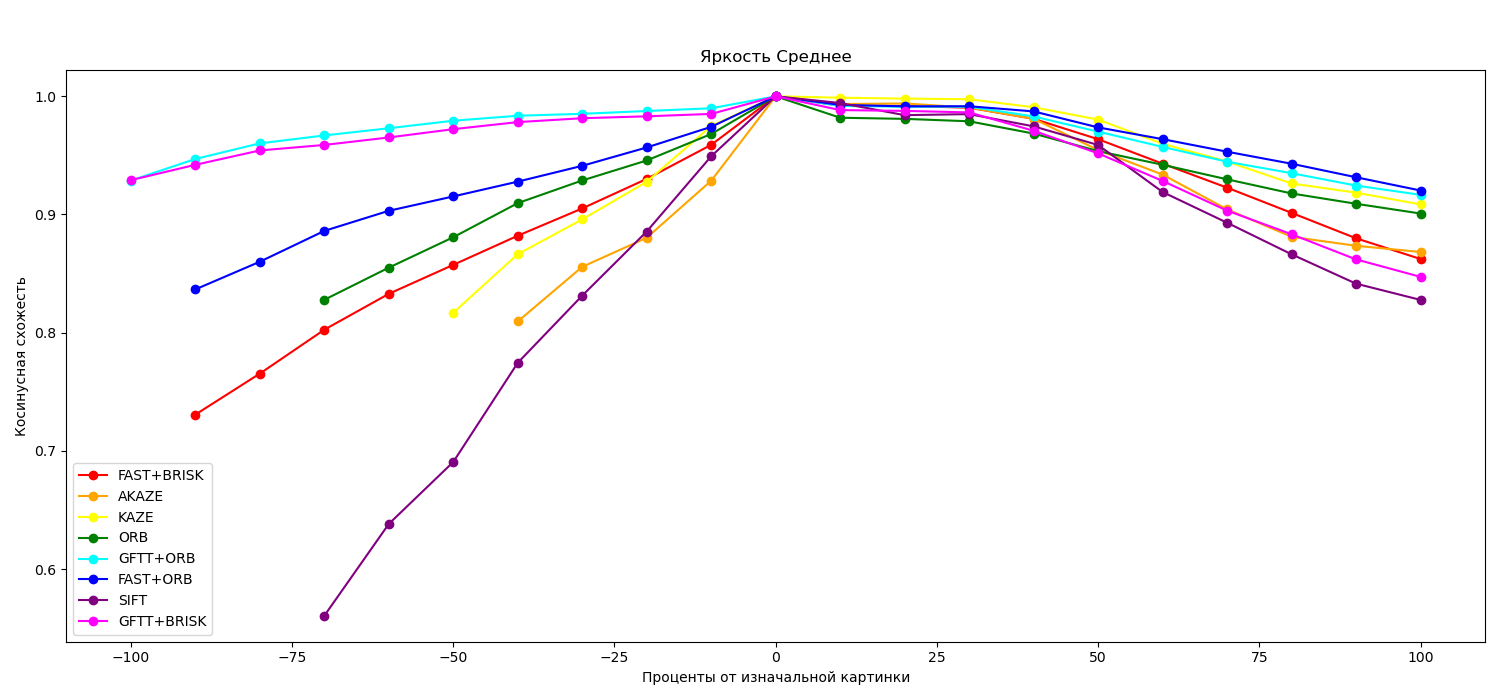 Яркость Среднее
Косинусная схожесть
1.0
0.9
0.8
0.7
0.6
FAST+BRISK
AKAZE
KAZE
ORB
GFTT+ORB
FAST+ORB
SIFT
GFTT+BRISK
−100 −75 −50 −25 0 25 50 75 100
Проценты от изначальной картинки